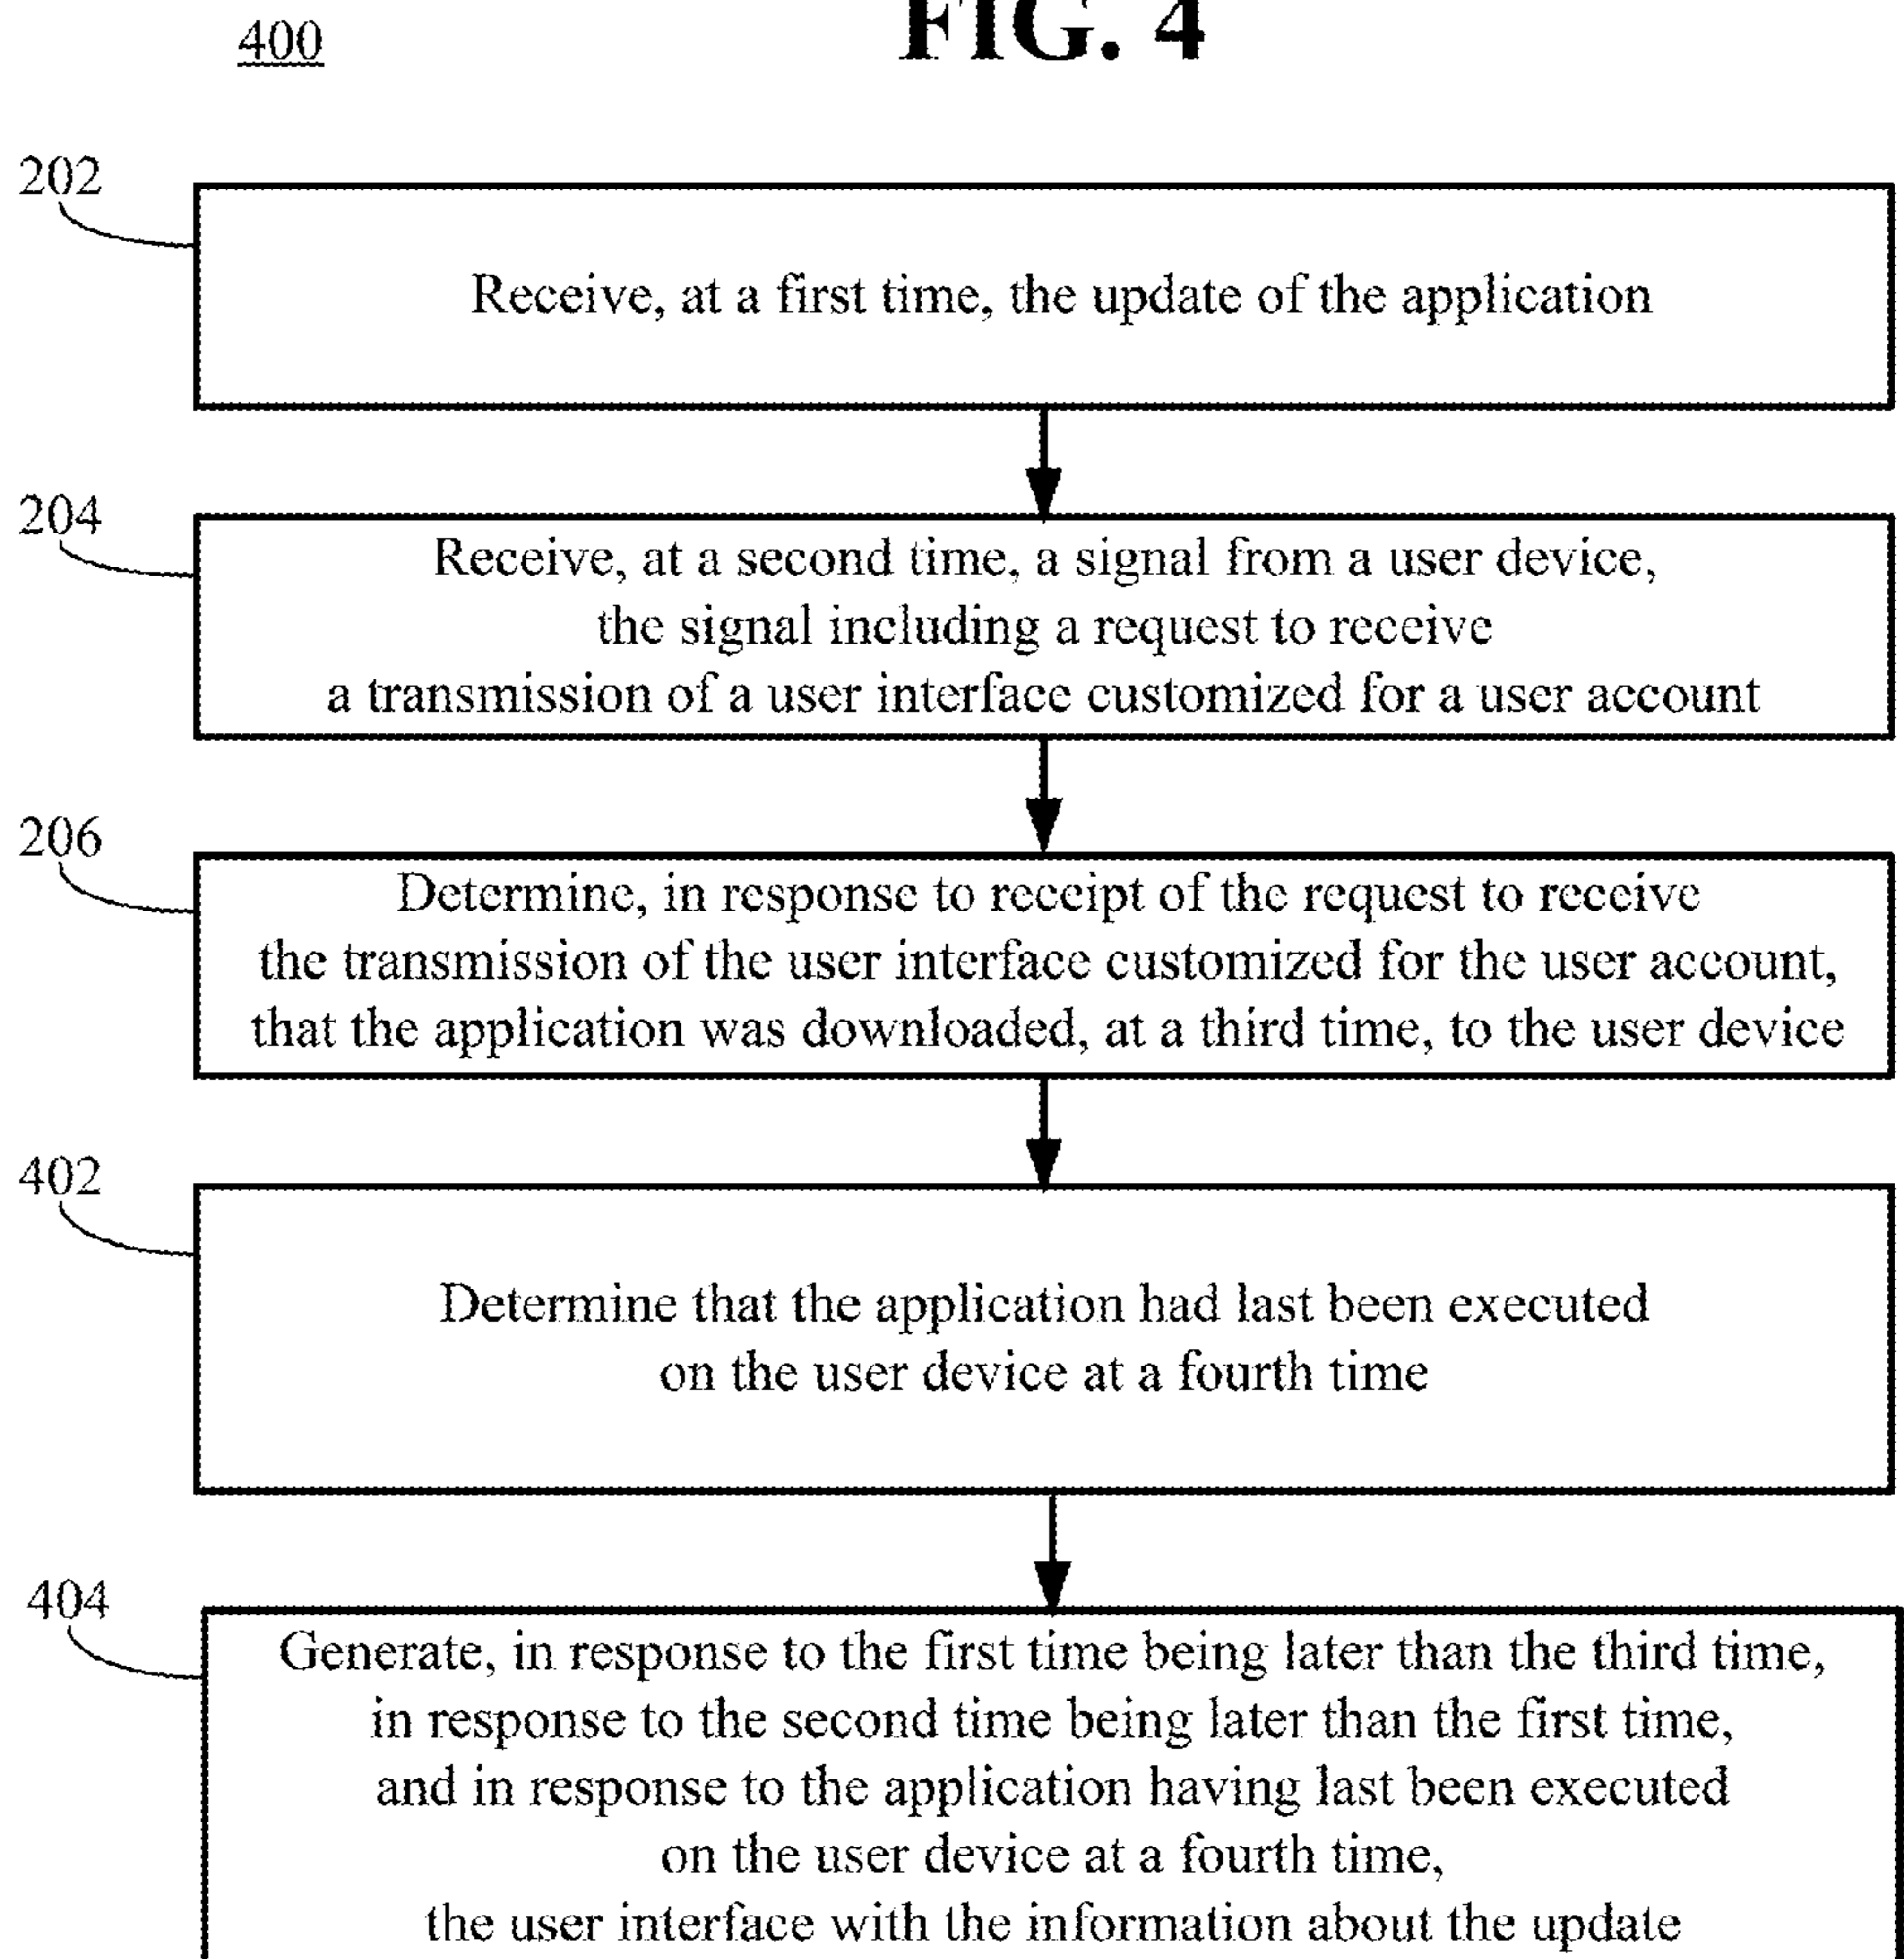 400
FIG. 4
202
Receive, at a first time, the update of the application
204
Receive, at a second time, a signal from a user device,
the signal including a request to receive
a transmission of a user interface customized for a user account
206
Determine, in response to receipt of the request to receive
the transmission of the user interface customized for the user account,
that the application was downloaded, at a third time, to the user device
402
Determine that the application had last been executed
on the user device at a fourth time
404
Generate, in response to the first time being later than the third time,
in response to the second time being later than the first time,
and in response to the application having last been executed
on the user device at a fourth time,
the user interface with the information about the update